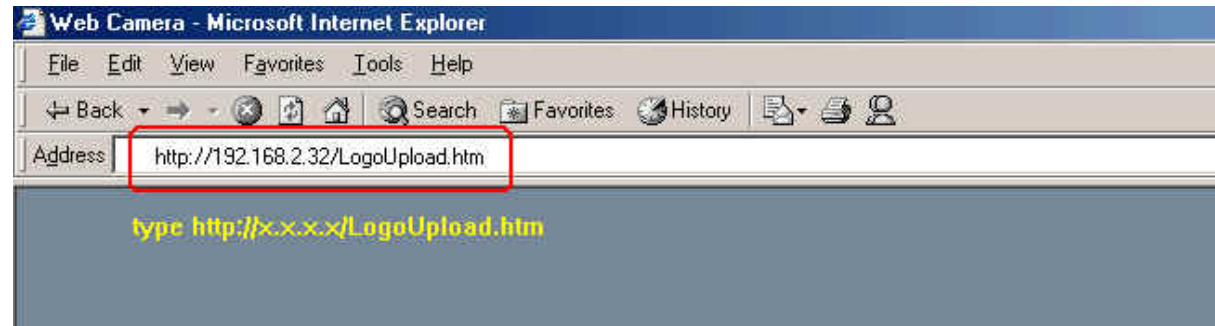 Web Camera - Microsoft Internet Explorer
File Edit View Favorites Tools Help
Back Search Favorites History
Address http://192.168.2.32/LogoUpload.htm
type http://x.x.x.x/LogoUpload.htm